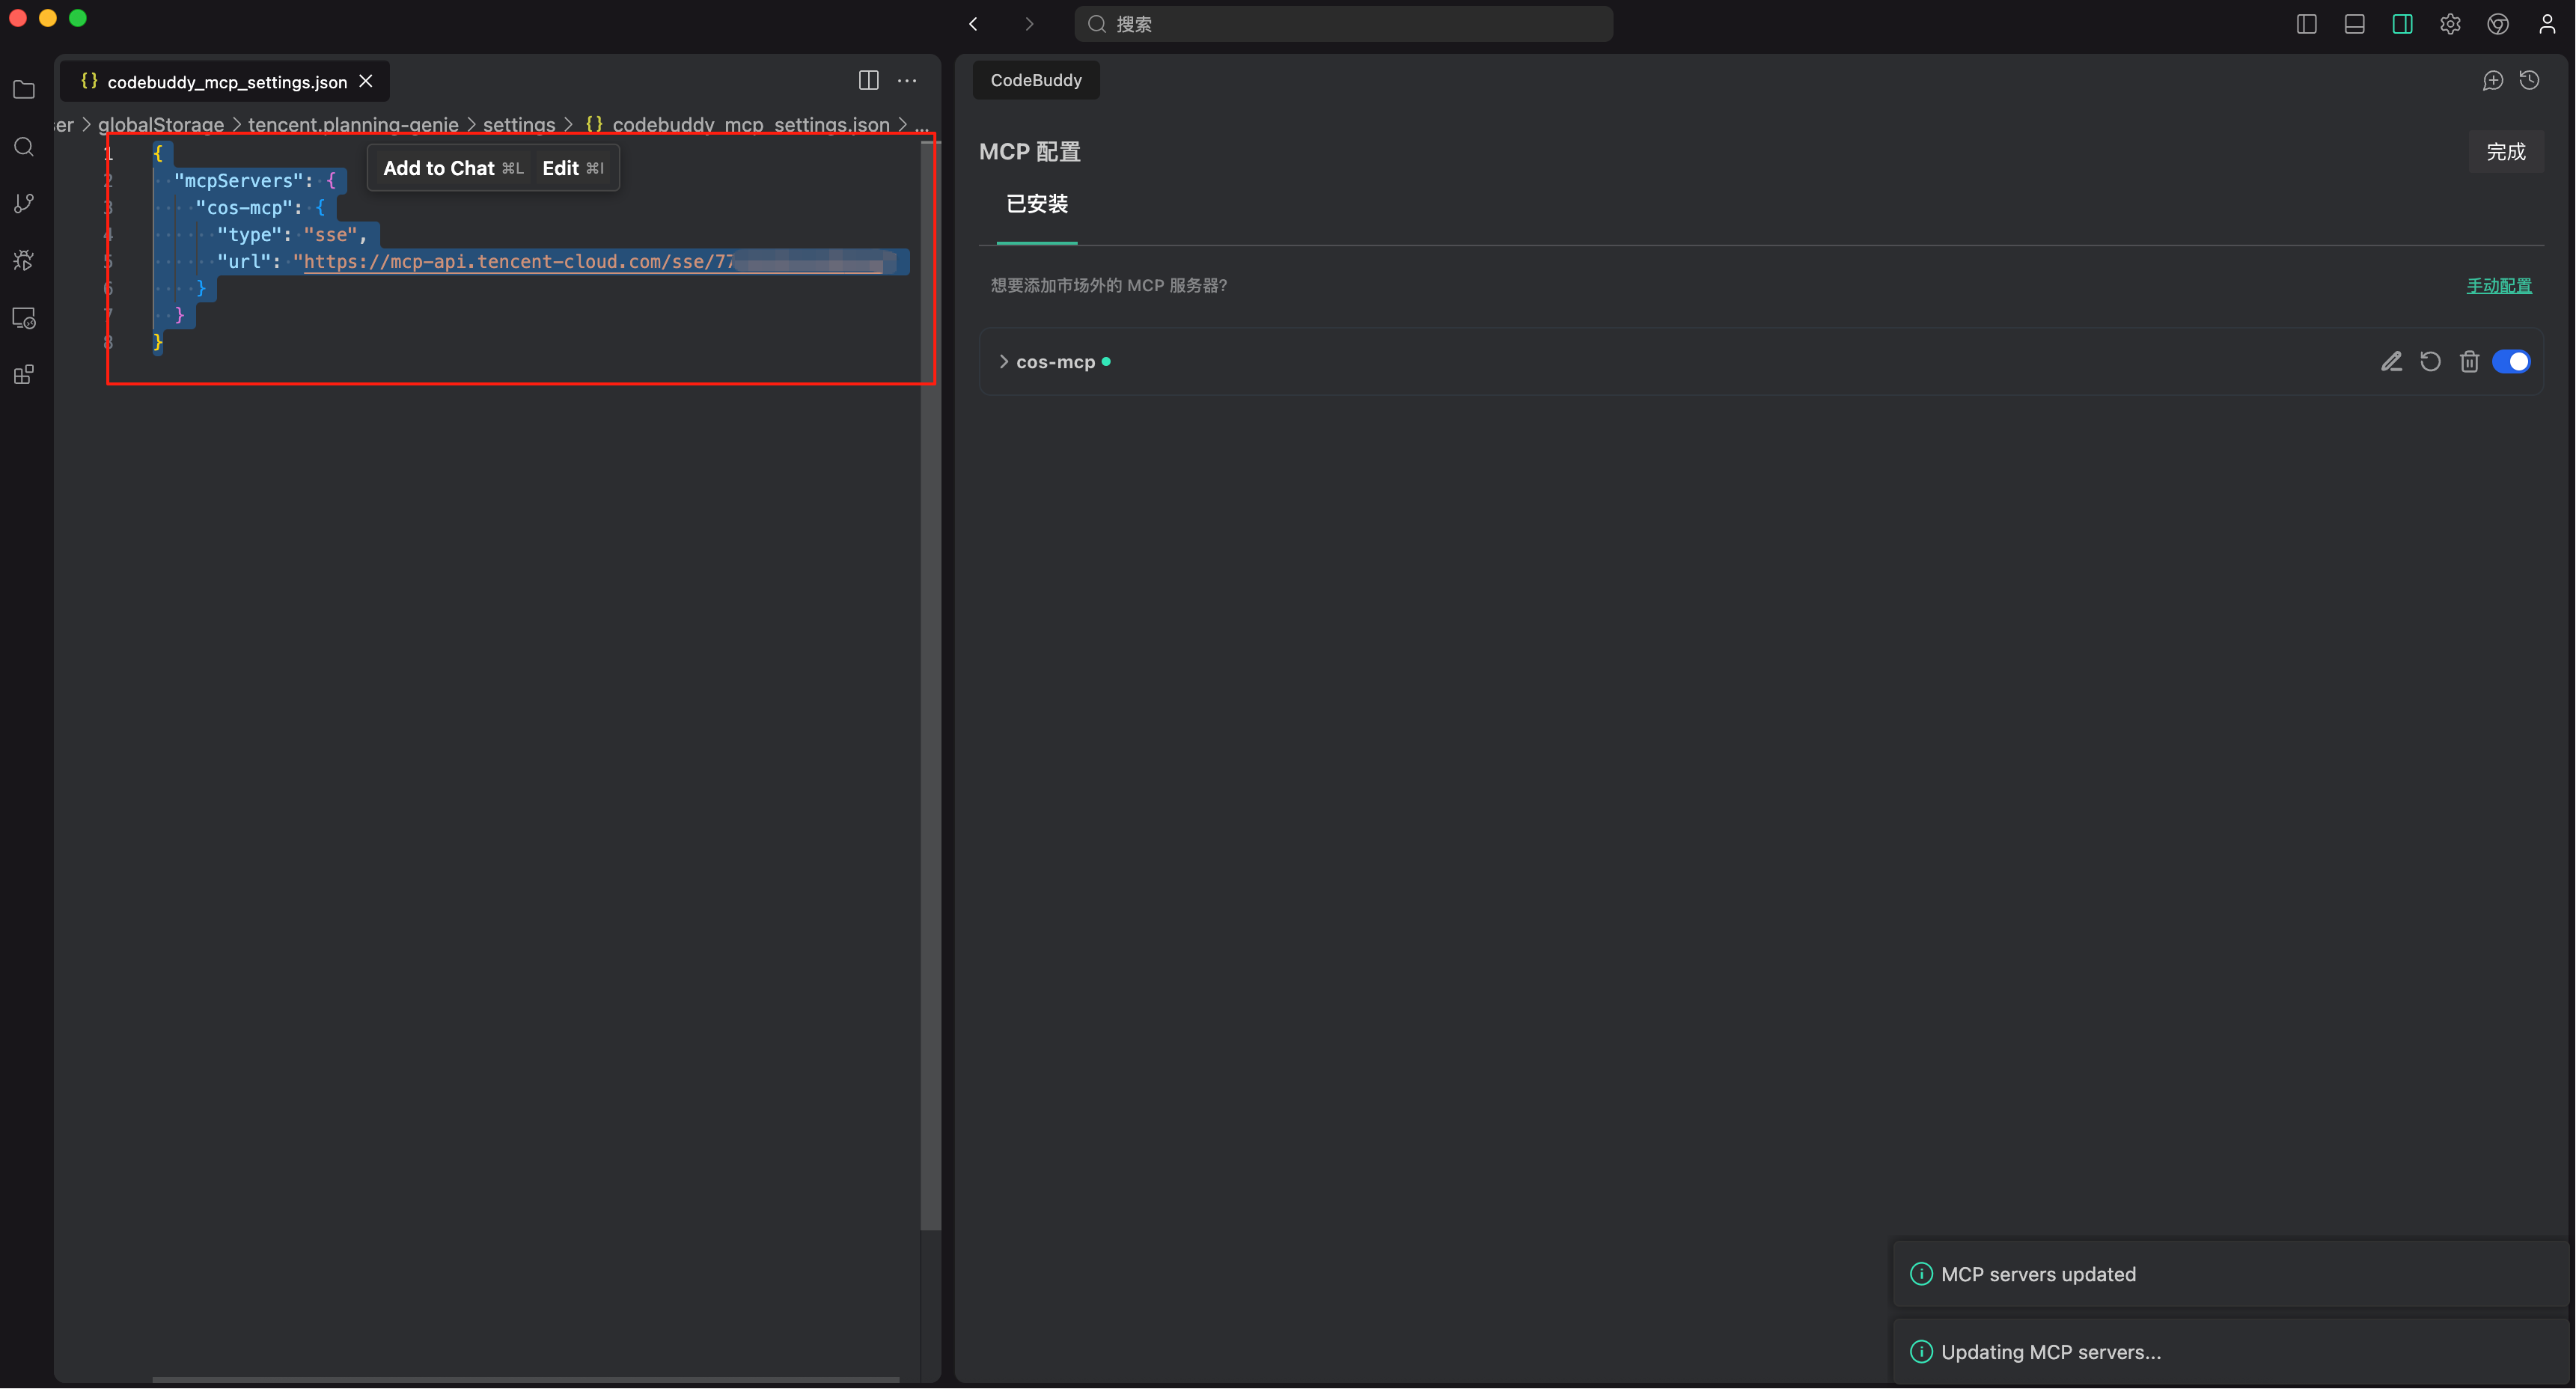 搜索
{} codebuddy_mcp_settings.json
CodeBuddy
er > globalStorage > tencent.planning-genie > settings > {} codebuddy_mcp_settings.json > ...
1 {
2 "mcpServers": {
3 "cos-mcp": {
4 "type": "sse",
5 "url": "https://mcp-api.tencent-cloud.com/sse/77
6 }
7 }
8 }
Add to Chat ⌘L Edit ⌘I
MCP 配置
完成
已安装
想要添加市场外的 MCP 服务器?
手动配置
cos-mcp
MCP servers updated
Updating MCP servers...